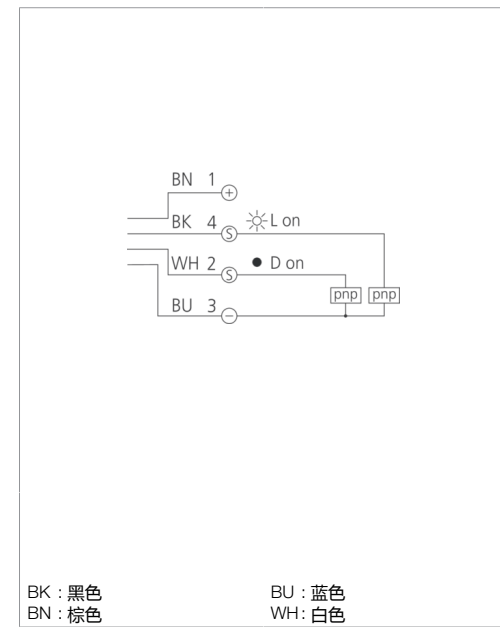 BN 1 +
BK 4 S L on
WH 2 S D on
pnp pnp
BU 3 −
BK : 黑色 BU : 蓝色
BN : 棕色 WH : 白色